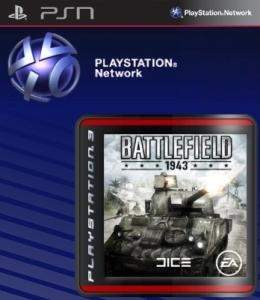 PSN
PlayStation Network
PLAYSTATION®
Network
PLAYSTATION 3
BATTLEFIELD
1943
DICE
EA